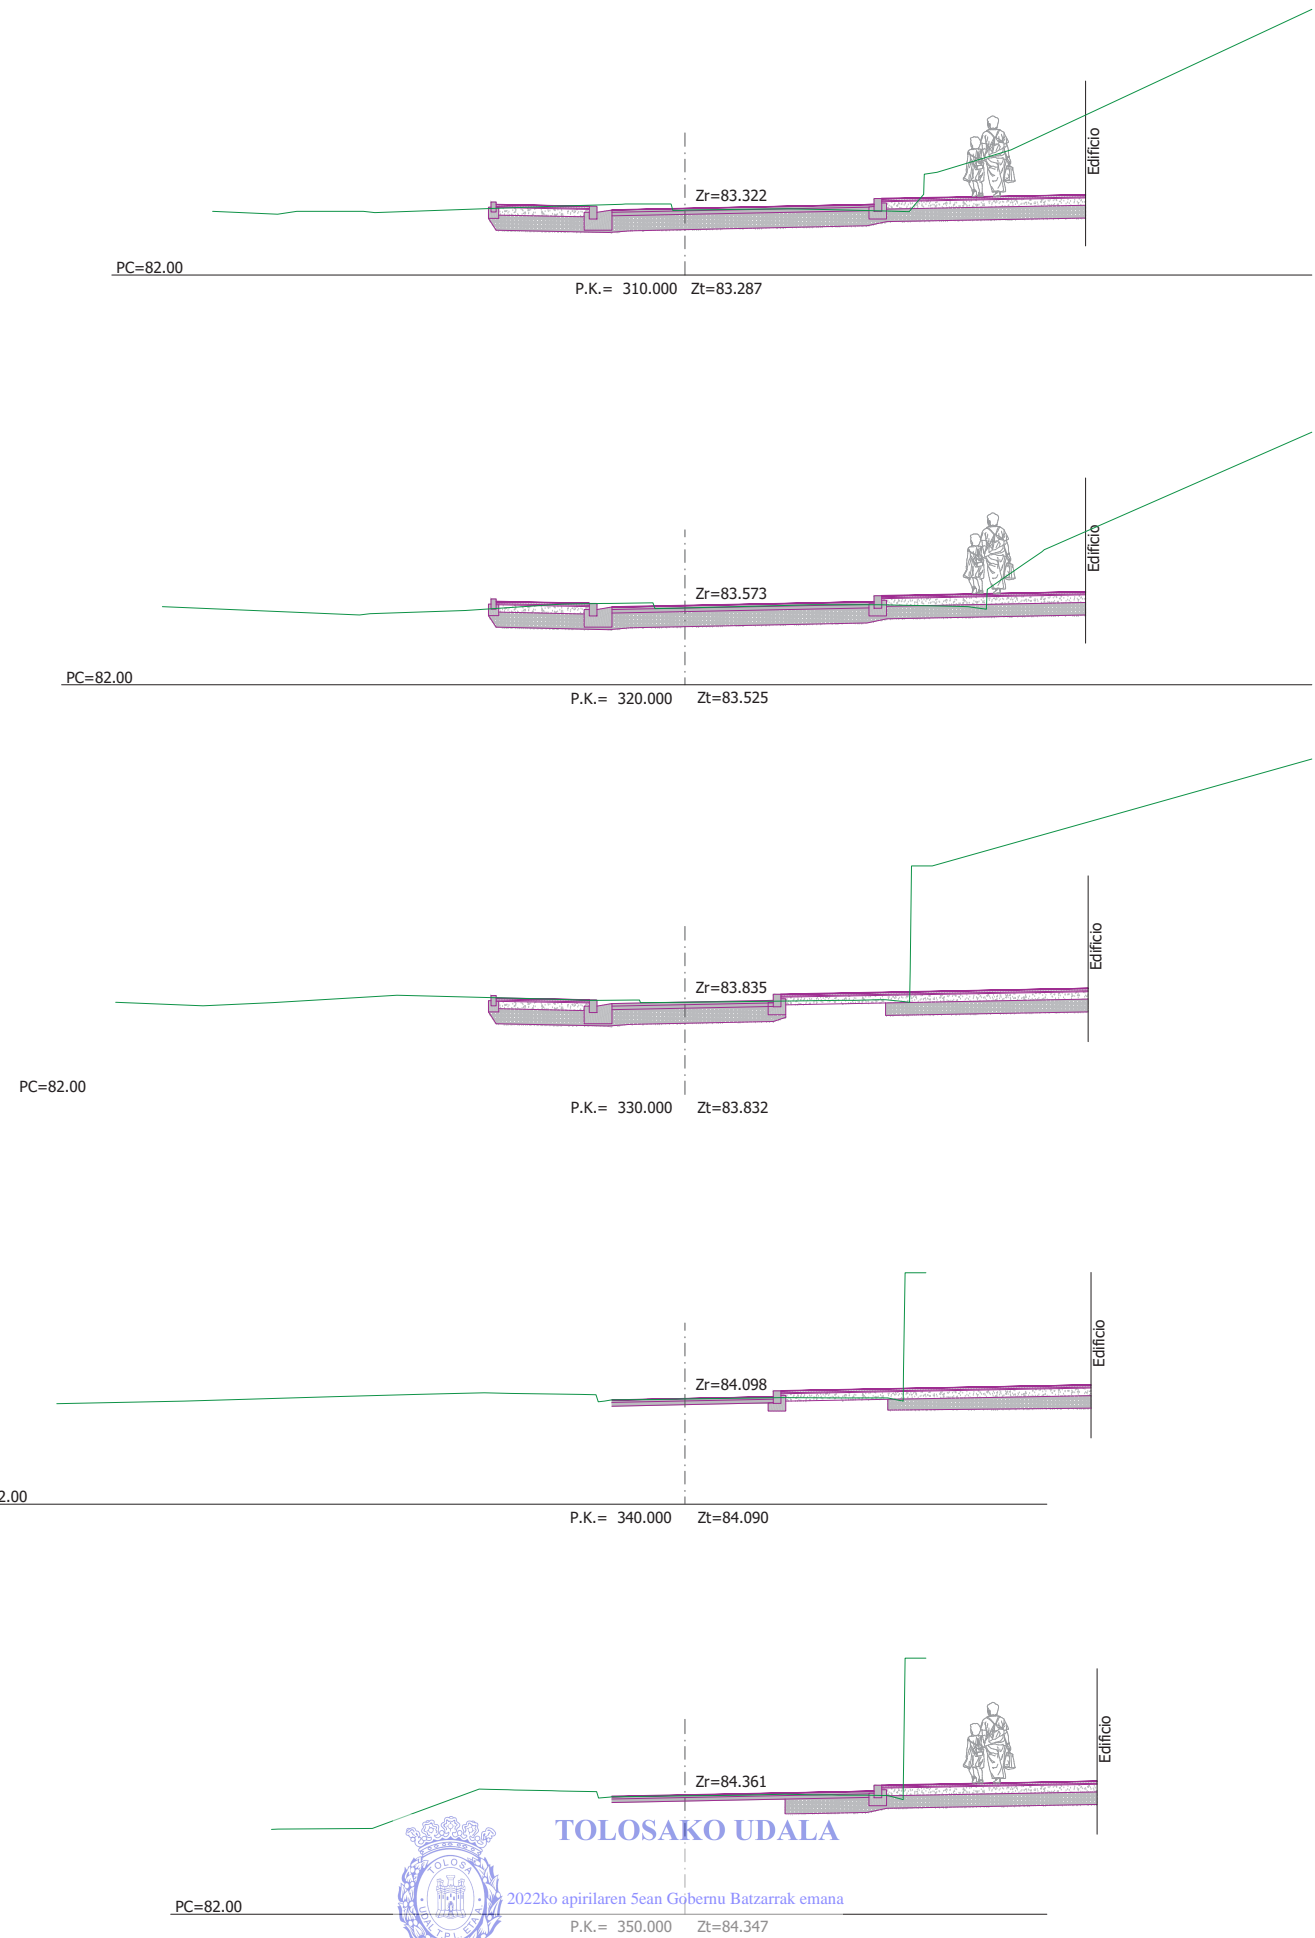 Edificio
Zr=83.322
PC=82.00
P.K.= 310.000 Zt=83.287
Edificio
Zr=83.573
PC=82.00
P.K.= 320.000 Zt=83.525
Edificio
Zr=83.835
PC=82.00
P.K.= 330.000 Zt=83.832
Edificio
Zr=84.098
2.00
P.K.= 340.000 Zt=84.090
Edificio
Zr=84.361
TOLOSAKO UDALA
TOLOSA
2022ko apirilaren 5ean Gobernu Batzarrak emana
PC=82.00
P.K.= 350.000 Zt=84.347